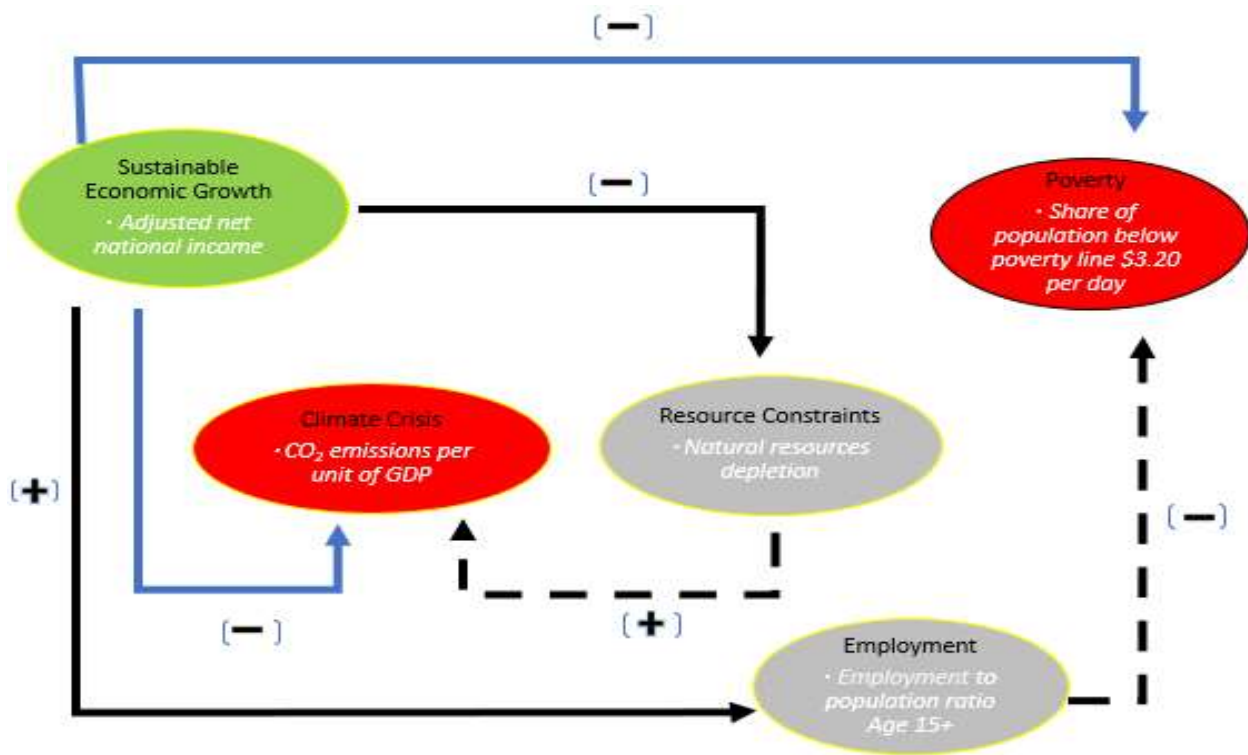 (−)
Sustainable
Economic Growth
· Adjusted net
national income
(−)
Poverty
· Share of
population below
poverty line $3.20
per day
Climate Crisis
·CO₂ emissions per
unit of GDP
Resource Constraints
·Natural resources
depletion
(+)
(−)
(−)
(+)
Employment
· Employment to
population ratio
Age 15+